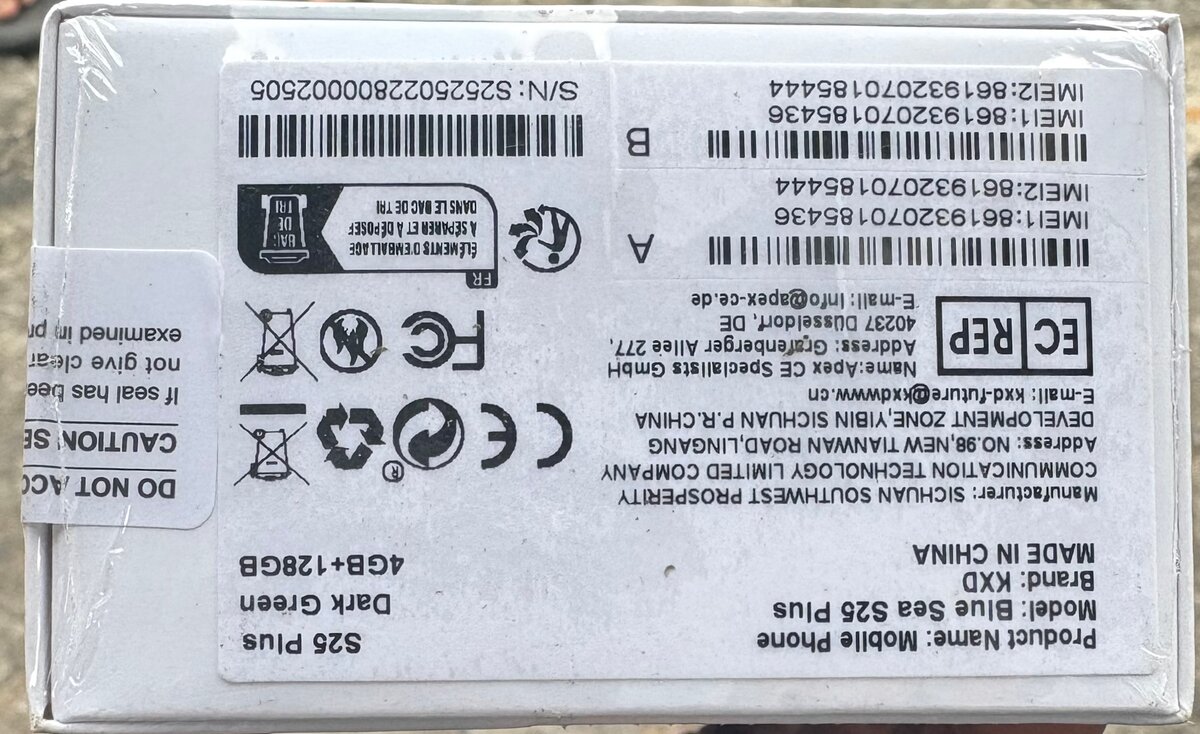 Product Name: Mobile Phone
Model: Blue Sea S25 Plus
Brand: KXD
MADE IN CHINA
S25 Plus
Dark Green
4GB+128GB
Manufacturer: SICHUAN SOUTHWEST PROSPERITY
COMMUNICATION TECHNOLOGY LIMITED COMPANY
Address: NO.98,NEW TIANWAN ROAD,LINGANG
DEVELOPMENT ZONE,YIBIN SICHUAN P.R.CHINA
E-mail: kxd-future@kxdwww.cn
EC REP
Name:Apex CE Specialists GmbH
Address: Grafenberger Allee 277,
40237 Düsseldorf, DE
E-mail: Info@apex-ce.de
CE
®
FC
FR
ÉLÉMENTS D'EMBALLAGE
À SÉPARER ET À DÉPOSER
DANS LE BAC DE TRI
BAC
DE
TRI
A
IMEI1:861932070185436
IMEI2:861932070185444
B
IMEI1:861932070185436
IMEI2:861932070185444
S/N: S2525022800002505
DO NOT ACC
CAUTION SE
If seal has bee
not give clear
examined in pr